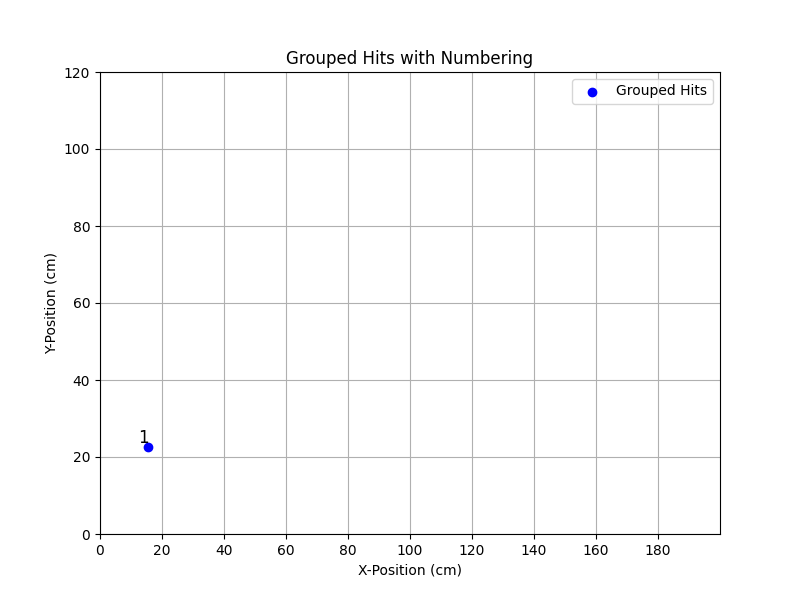 Grouped Hits with Numbering
Grouped Hits
120
100
80
60
40
20
0
Y-Position (cm)
1
0 20 40 60 80 100 120 140 160 180
X-Position (cm)